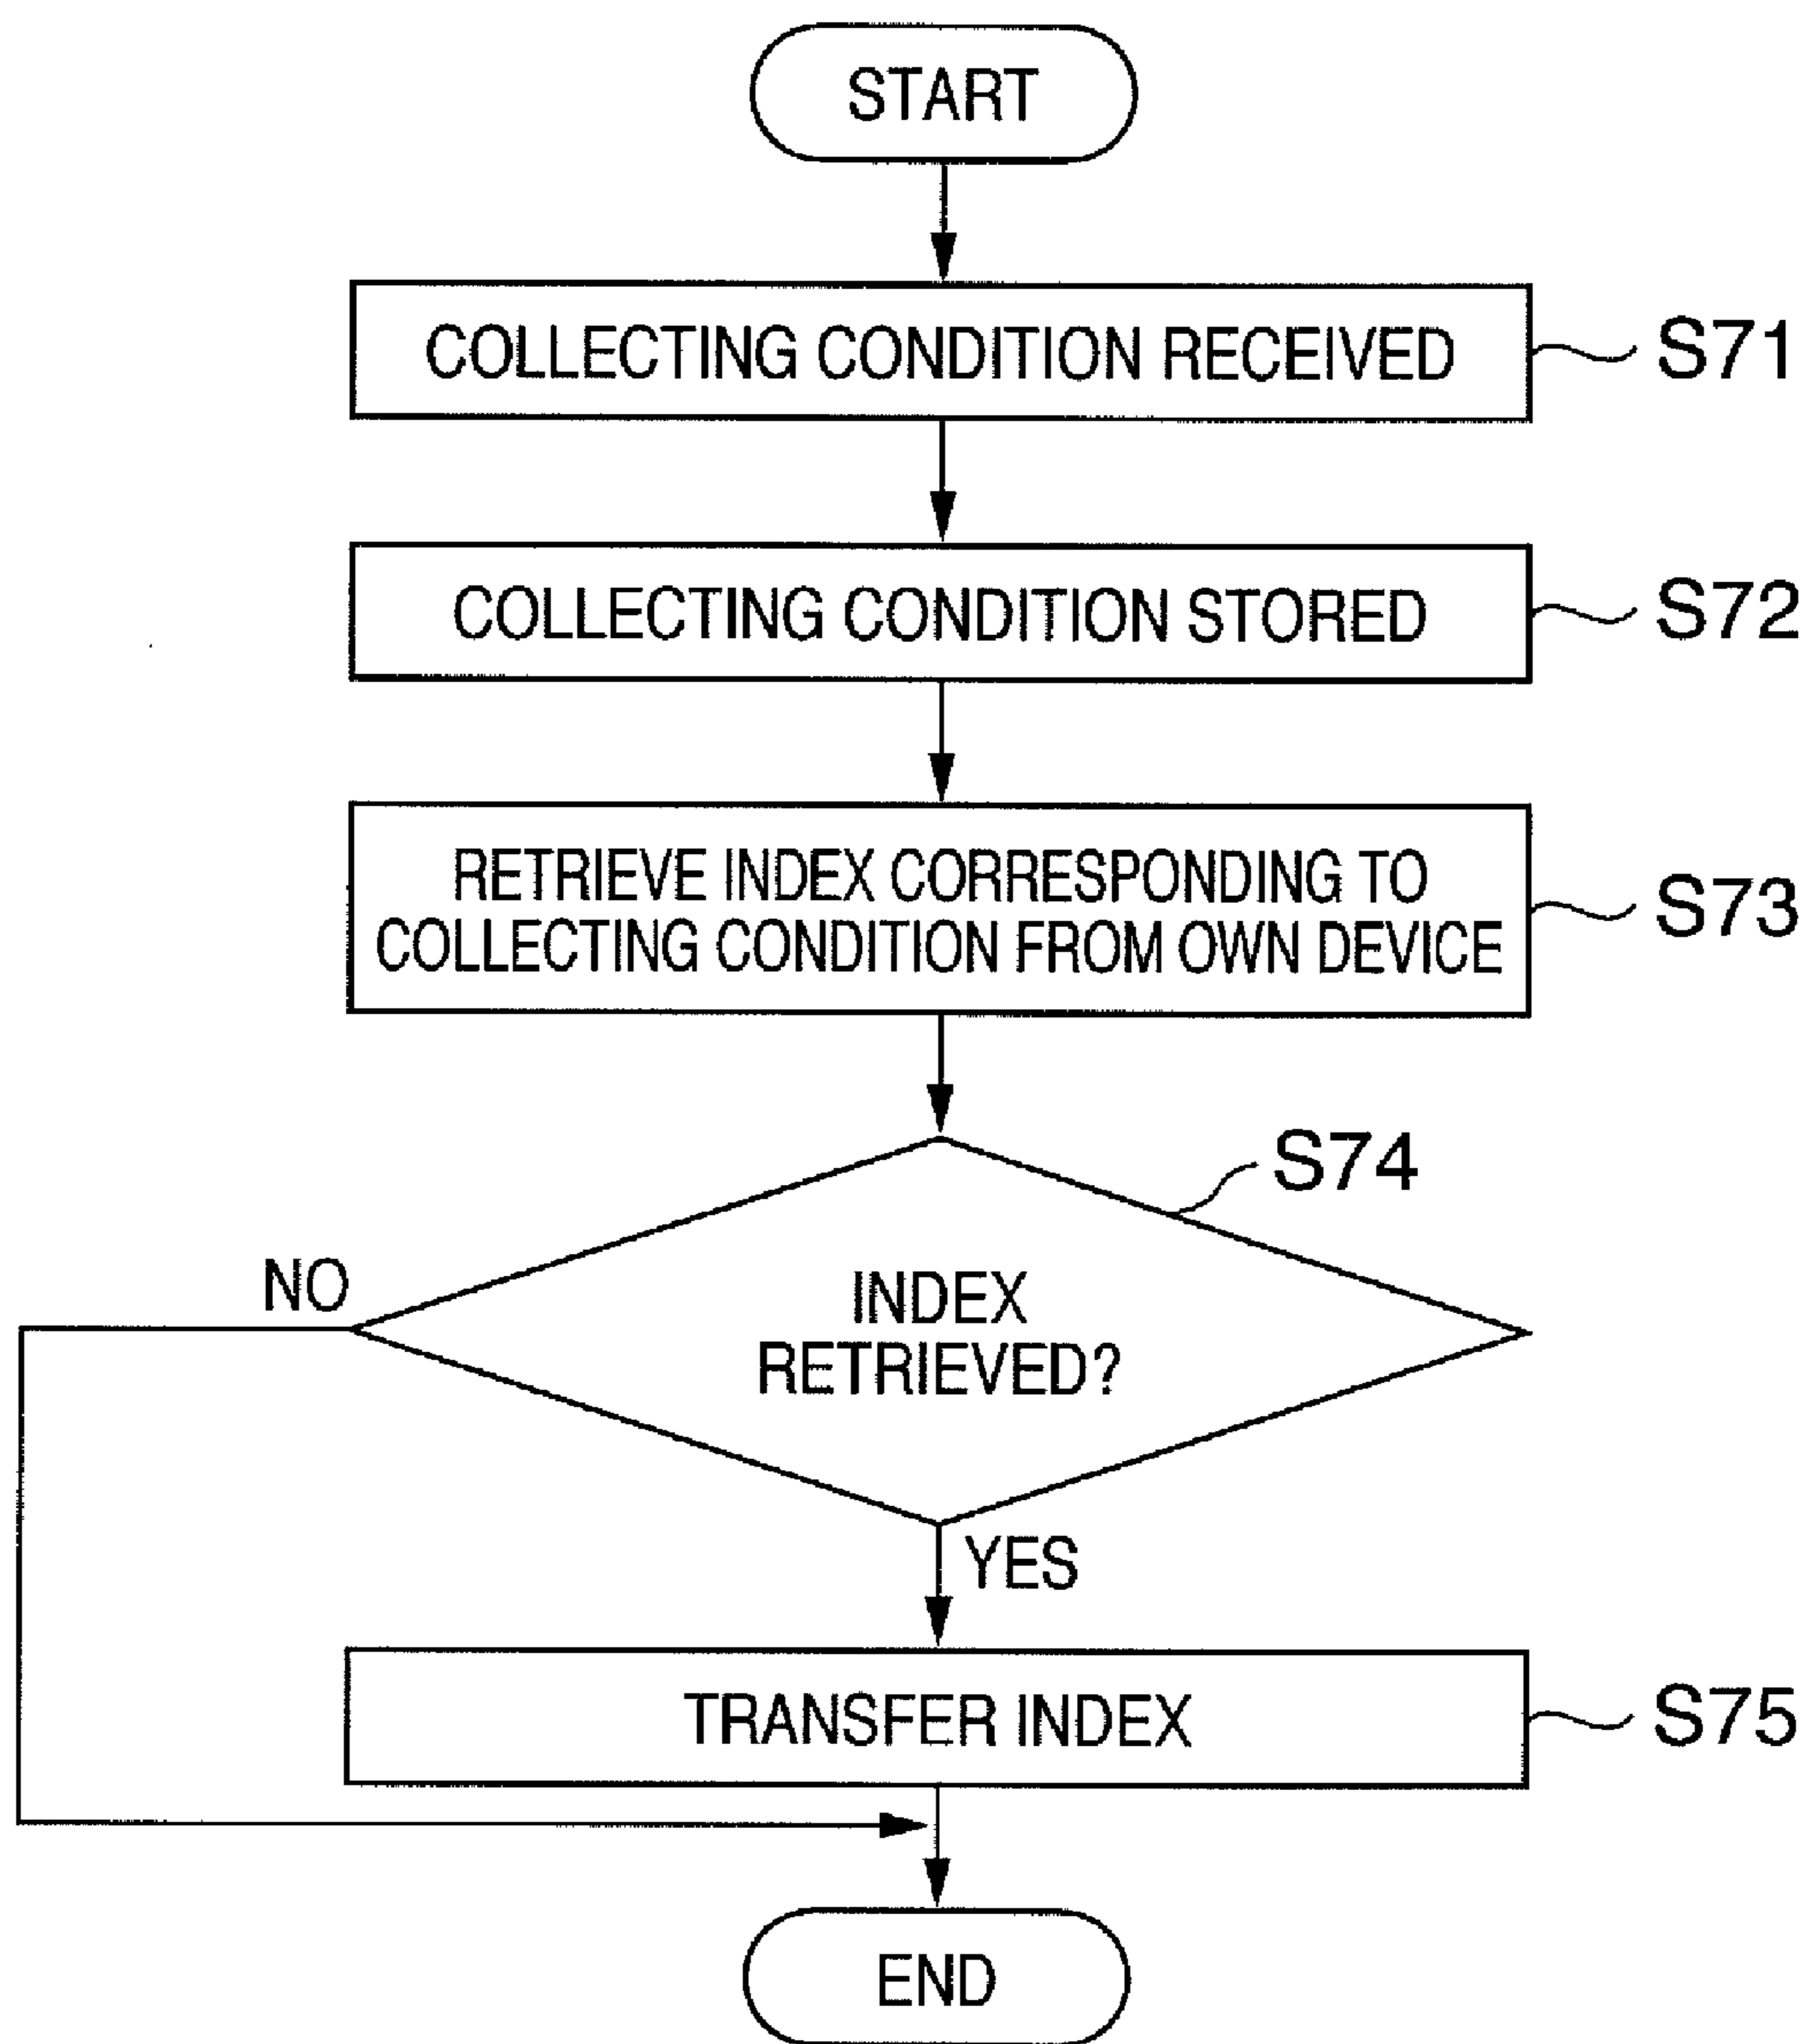 START
COLLECTING CONDITION RECEIVED
S71
COLLECTING CONDITION STORED
S72
RETRIEVE INDEX CORRESPONDING TO
COLLECTING CONDITION FROM OWN DEVICE
S73
S74
NO
INDEX
RETRIEVED?
YES
TRANSFER INDEX
S75
END